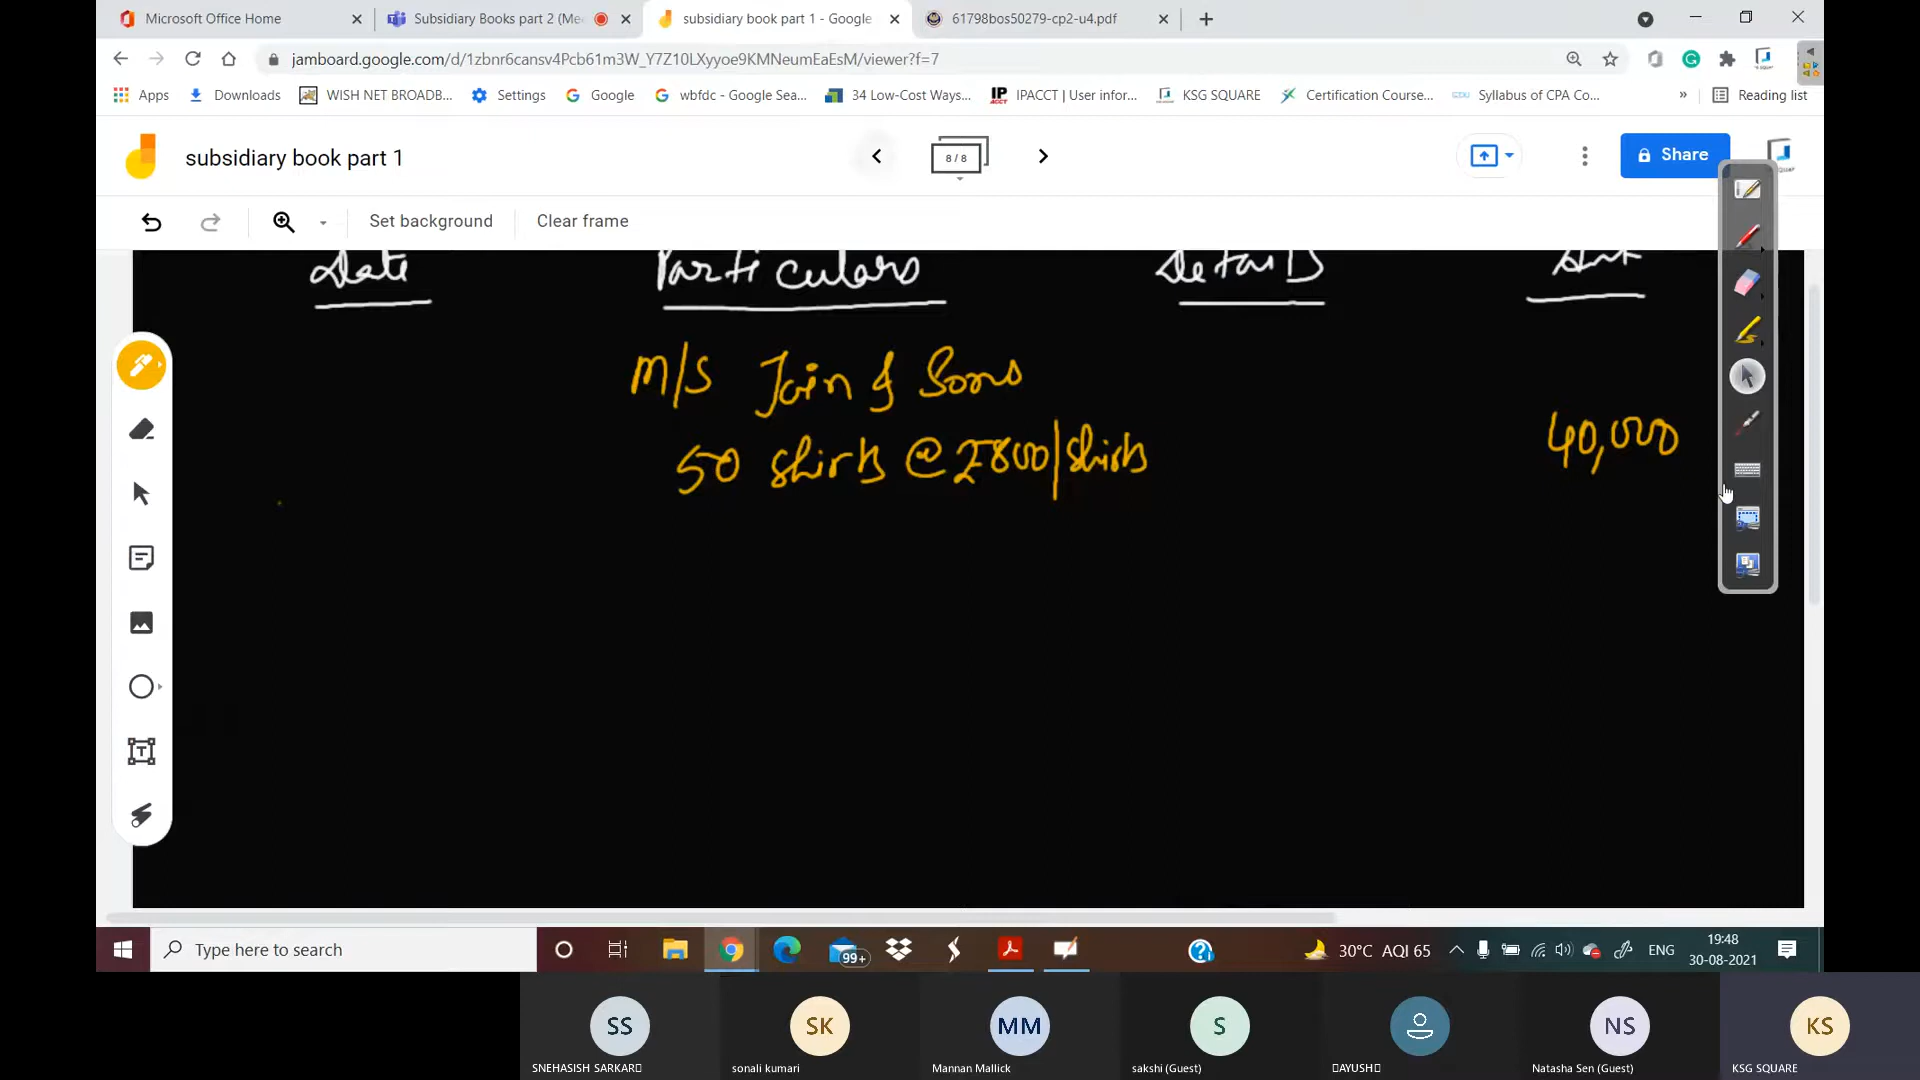 Microsoft Office Home
Subsidiary Books part 2 (Me
subsidiary book part 1 - Google
61798bos50279-cp2-u4.pdf
jamboard.google.com/d/1zbnr6cansv4Pcb61m3W_Y7Z10LXyyoe9KMNeumEaEsM/viewer?f=7
Apps
Downloads
WISH NET BROADB...
Settings
Google
wbfdc - Google Sea...
34 Low-Cost Ways...
IP
ACCT
IPACCT | User infor...
KSG SQUARE
Certification Course...
Syllabus of CPA Co...
»
Reading list
subsidiary book part 1
8 / 8
Share
Set background
Clear frame
Date Particulars Details Amt
M/S Jain & Sons
50 shirts @ ₹800/shirts 40,000
Type here to search
99+
30°C AQI 65
ENG
19:48
30-08-2021
SS
SK
MM
S
NS
KS
SNEHASISH SARKAR
sonali kumari
Mannan Mallick
sakshi (Guest)
AYUSH
Natasha Sen (Guest)
KSG SQUARE